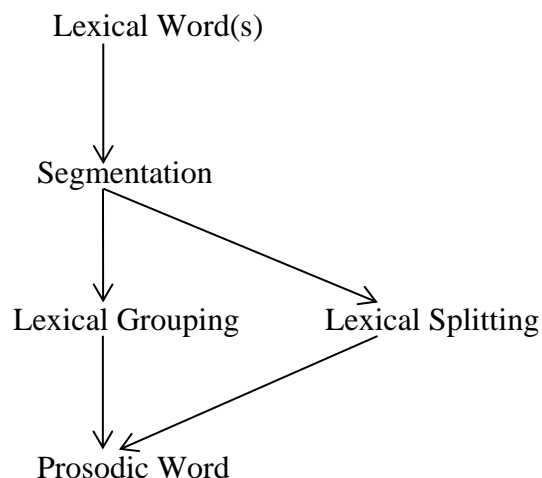 Lexical Word(s)
Segmentation
Lexical Grouping
Lexical Splitting
Prosodic Word